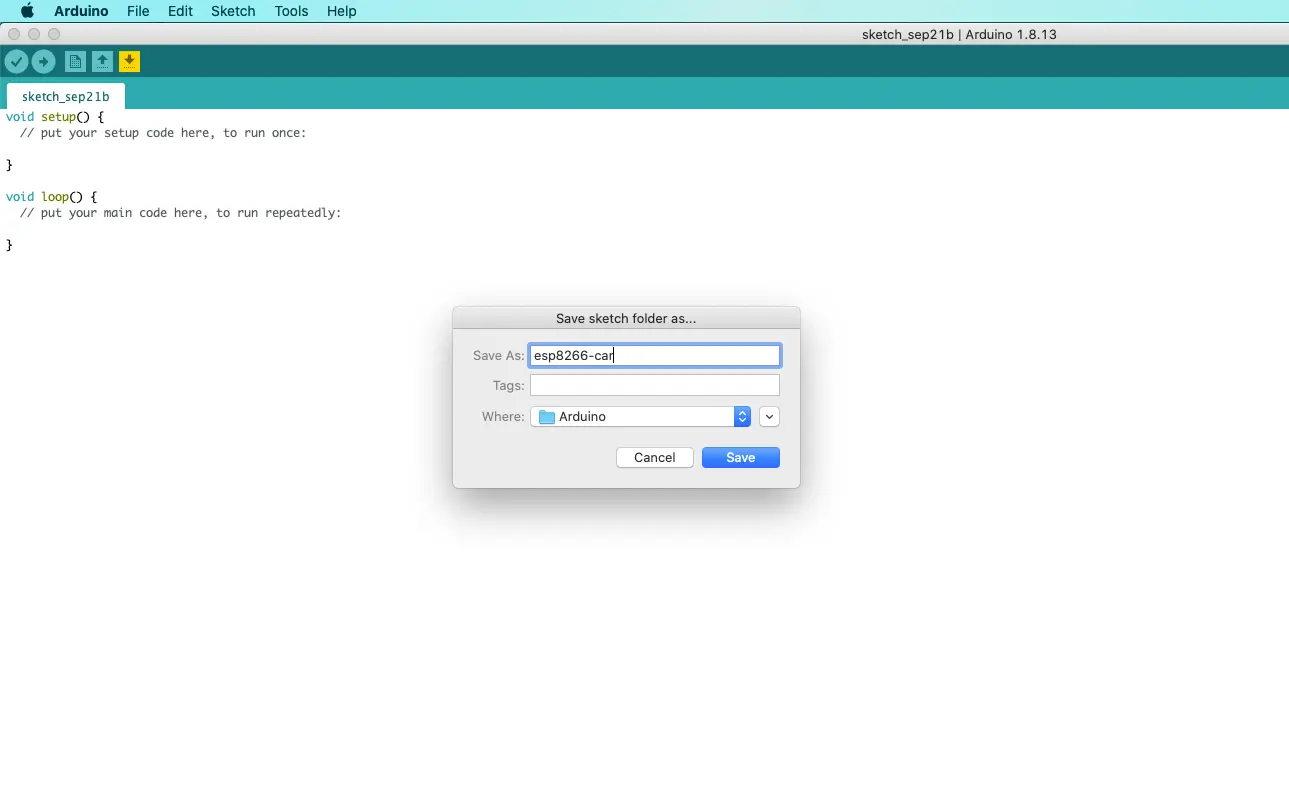 Arduino File Edit Sketch Tools Help
sketch_sep21b | Arduino 1.8.13
sketch_sep21b
void setup() {
  // put your setup code here, to run once:
}
void loop() {
  // put your main code here, to run repeatedly:
}
Save sketch folder as...
Save As: esp8266-car
Tags:
Where: Arduino
Cancel Save